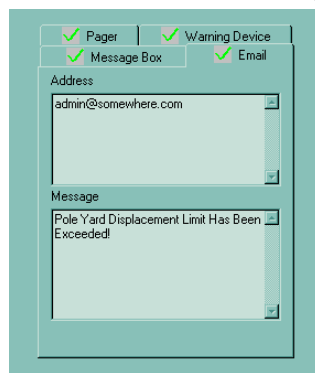 Pager
Warning Device
Message Box
Email
Address
admin@somewhere.com
Message
Pole Yard Displacement Limit Has Been
Exceeded!